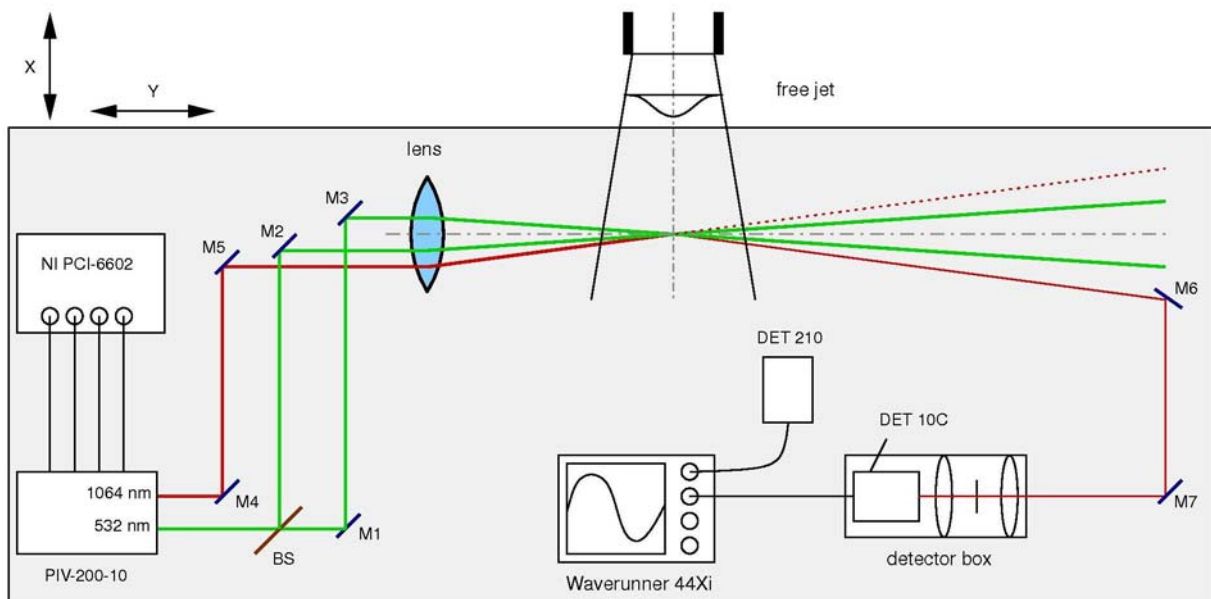 X
Y
free jet
lens
M3
M2
M5
NI PCI-6602
M6
DET 210
DET 10C
1064 nm
M4
M7
532 nm
M1
BS
detector box
PIV-200-10
Waverunner 44Xi